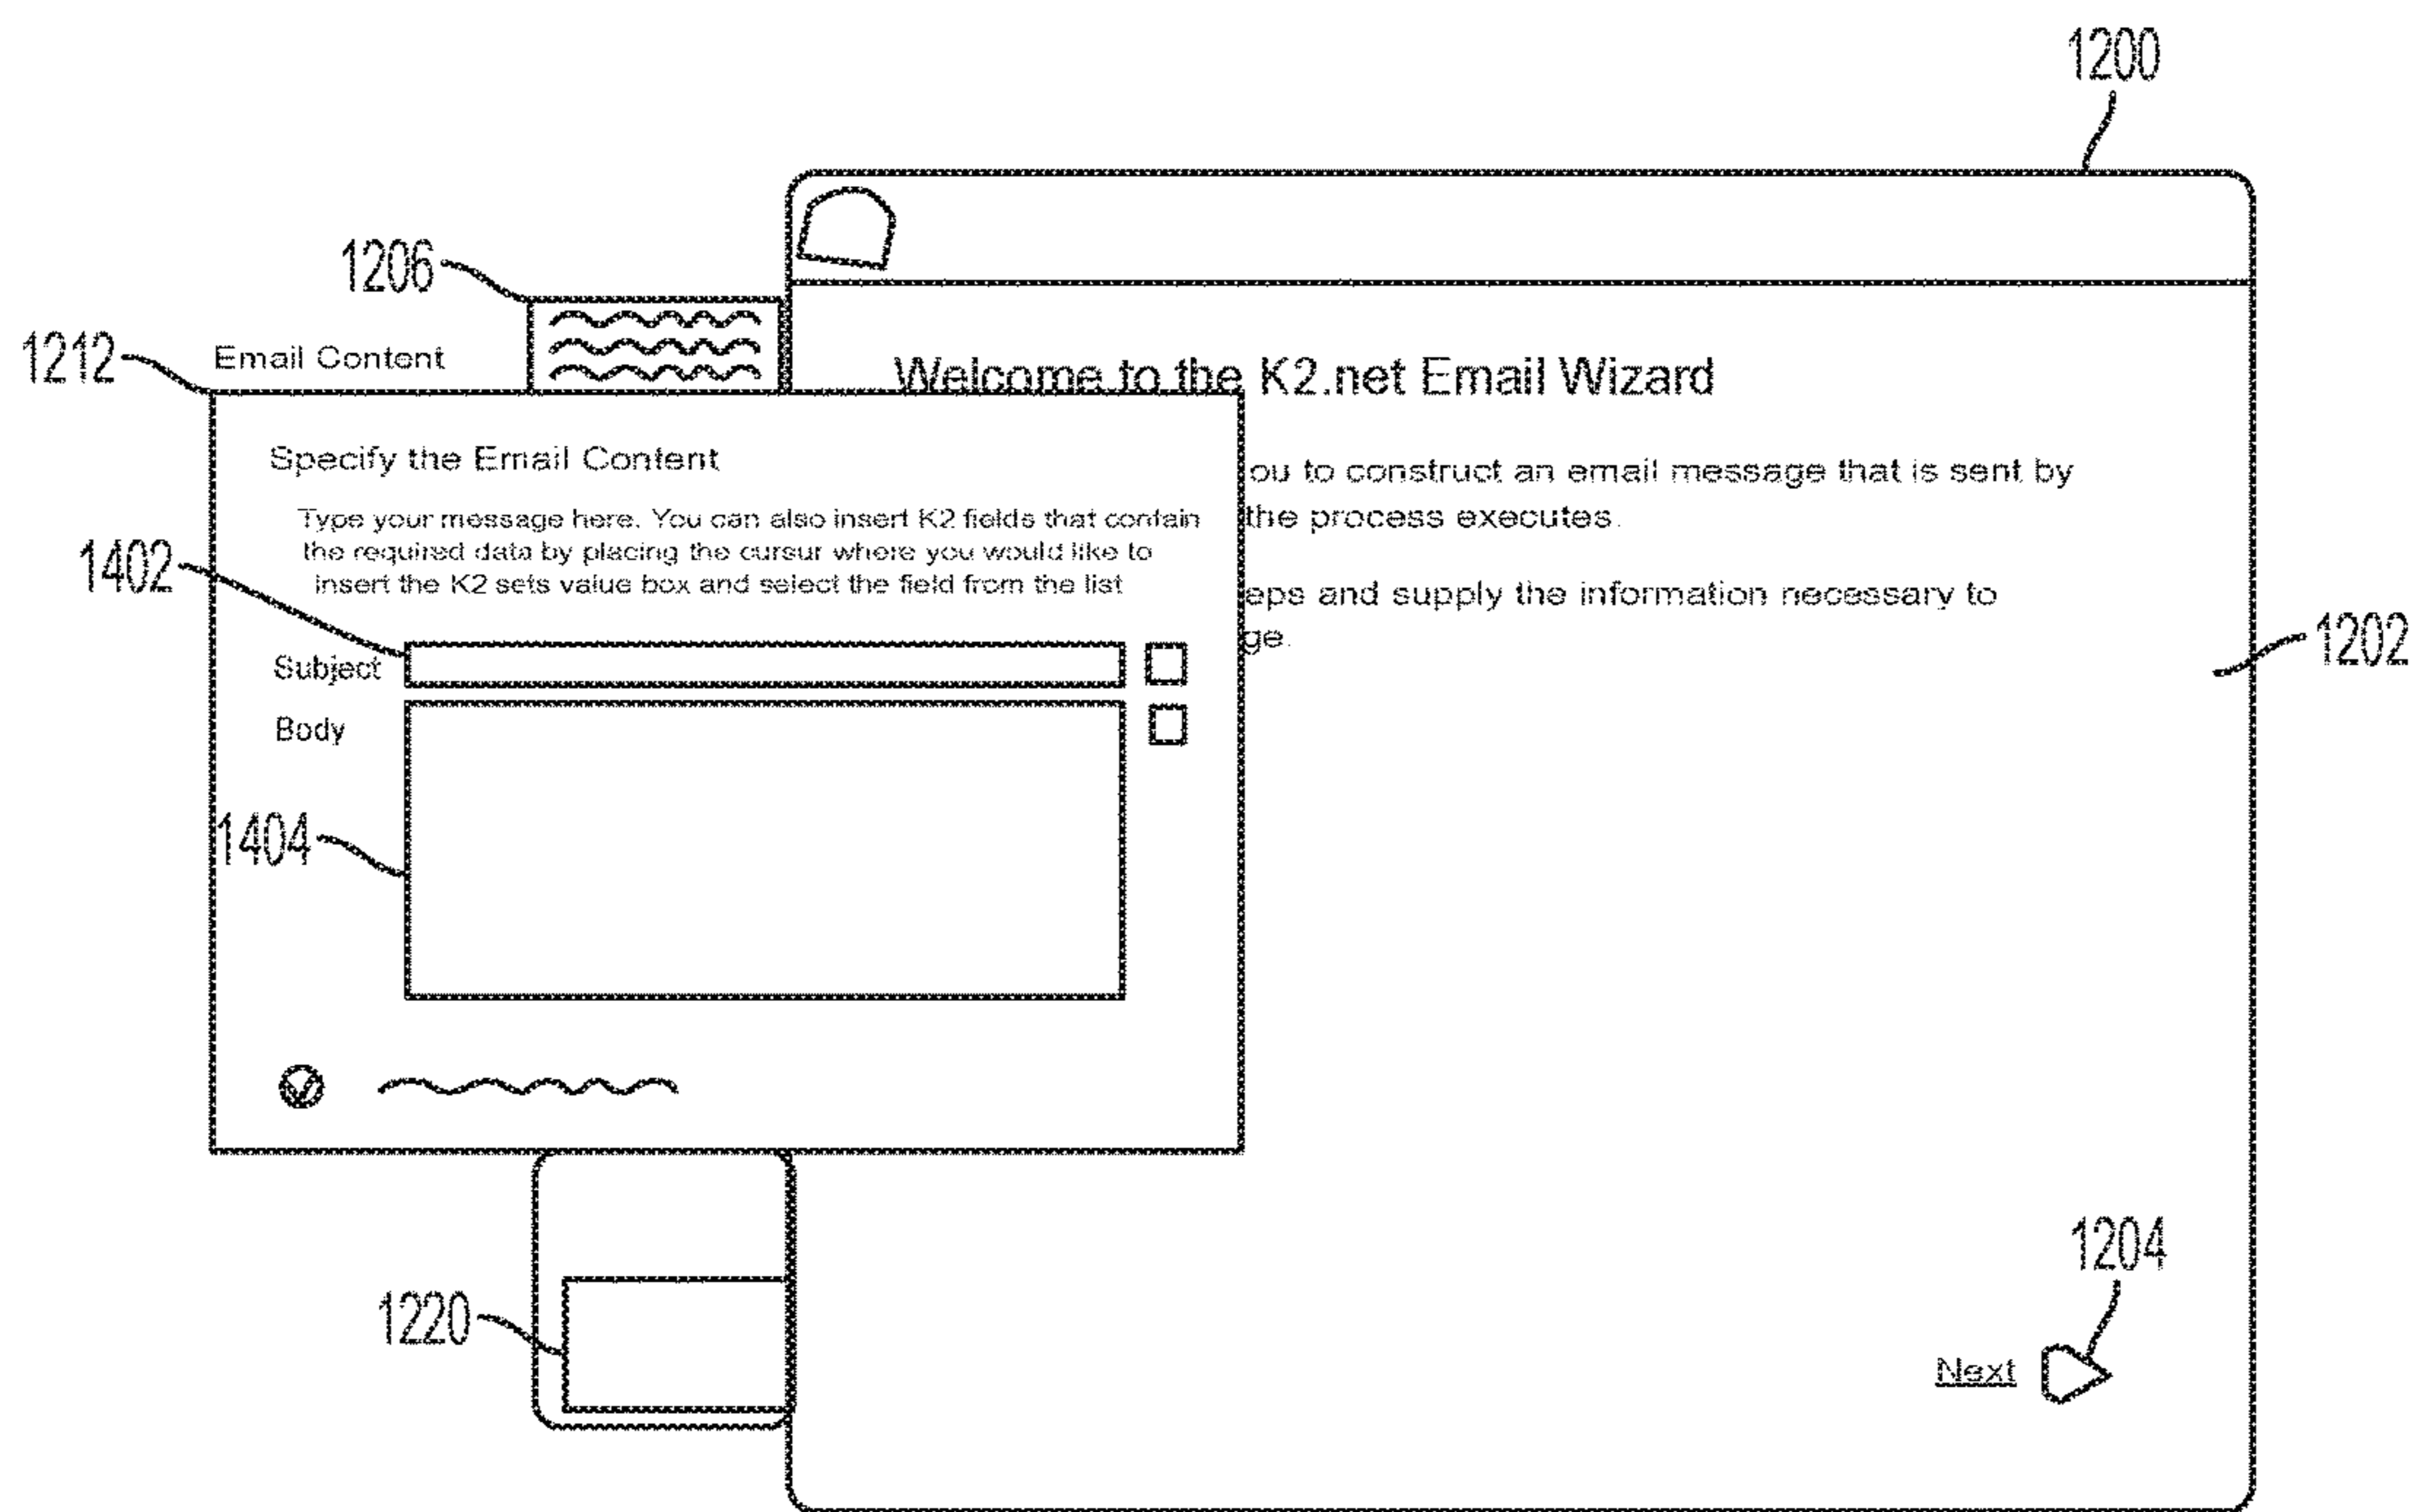 1200
1206
1212
Email Content
Welcome to the K2.net Email Wizard
Specify the Email Content
ou to construct an email message that is sent by
the process executes.
Type your message here. You can also insert K2 fields that contain
the required data by placing the cursur where you would like to
insert the K2 sets value box and select the field from the list
1402
eps and supply the information necessary to
ge.
1202
Subject
Body
1404
1204
1220
Next